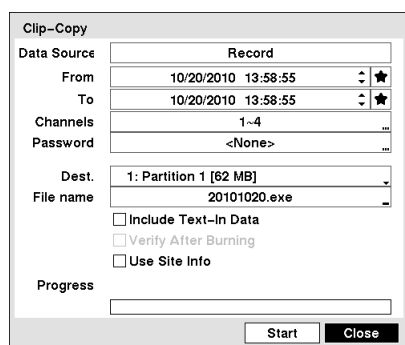 Clip-Copy
Data Source Record
From 10/20/2010 13:58:55
To 10/20/2010 13:58:55
Channels 1~4 ...
Password <None> ...
Dest. 1: Partition 1 [62 MB]
File name 20101020.exe
Include Text-In Data
Verify After Burning
Use Site Info
Progress
Start Close